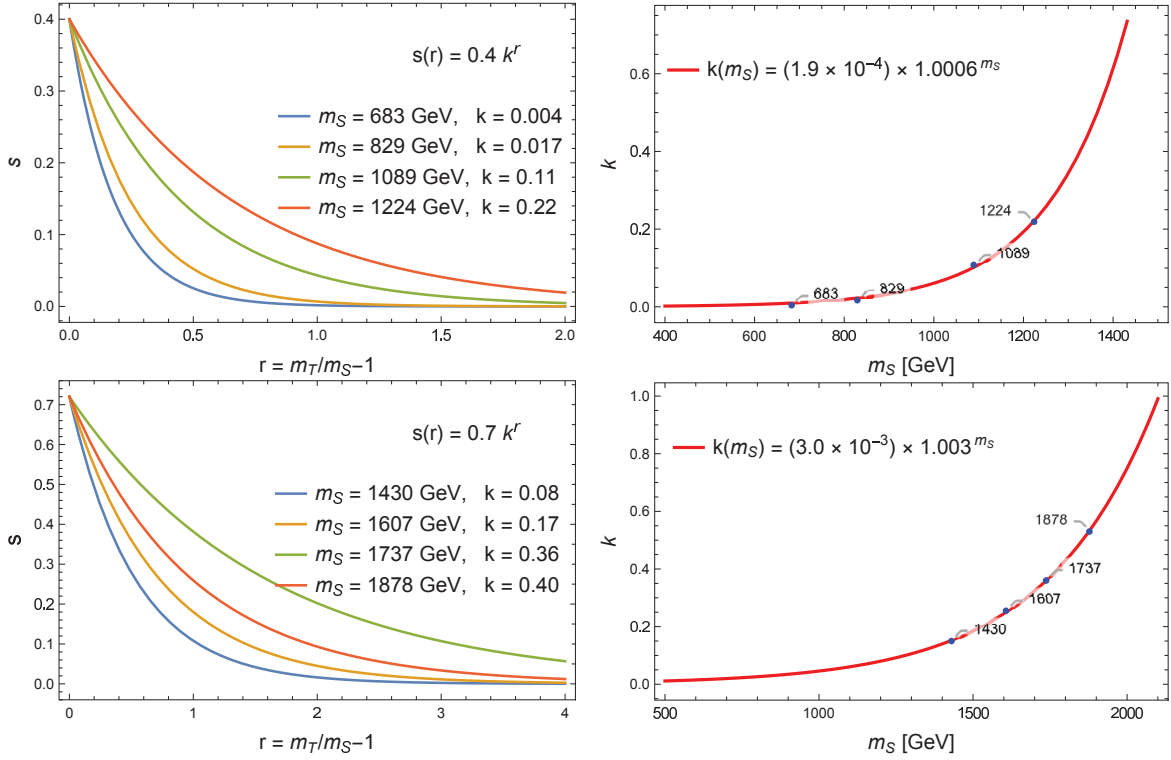 s(r) = 0.4 k^r
m_S = 683 GeV, k = 0.004
m_S = 829 GeV, k = 0.017
m_S = 1089 GeV, k = 0.11
m_S = 1224 GeV, k = 0.22
s
0.4
0.3
0.2
0.1
0.0
0.0 0.5 1.0 1.5 2.0
r = m_T/m_S−1
k(m_S) = (1.9 × 10^−4) × 1.0006^m_S
k
0.6
0.4
0.2
0.0
683
829
1089
1224
400 600 800 1000 1200 1400
m_S [GeV]
s(r) = 0.7 k^r
m_S = 1430 GeV, k = 0.08
m_S = 1607 GeV, k = 0.17
m_S = 1737 GeV, k = 0.36
m_S = 1878 GeV, k = 0.40
s
0.7
0.6
0.5
0.4
0.3
0.2
0.1
0.0
0 1 2 3 4
r = m_T/m_S−1
k(m_S) = (3.0 × 10^−3) × 1.003^m_S
k
1.0
0.8
0.6
0.4
0.2
0.0
1430
1607
1737
1878
500 1000 1500 2000
m_S [GeV]